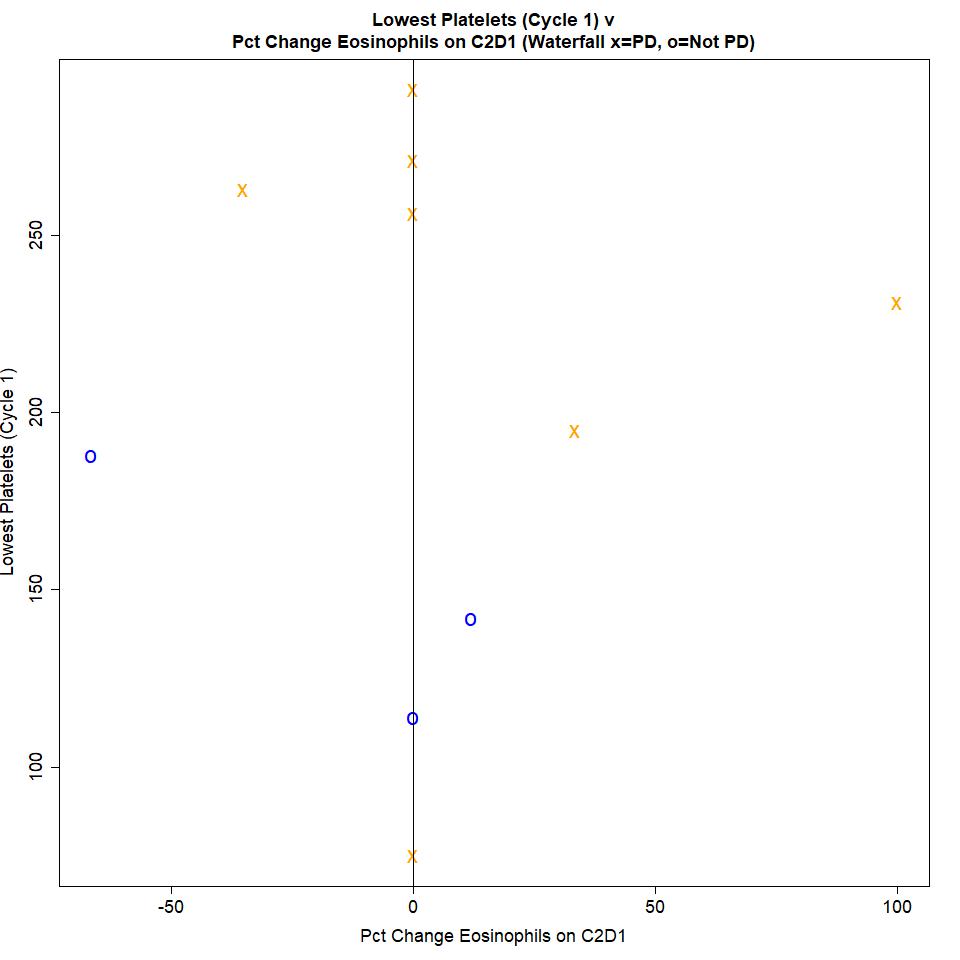 Lowest Platelets (Cycle 1) v
Pct Change Eosinophils on C2D1 (Waterfall x=PD, o=Not PD)
X
X
X
X
250
X
Lowest Platelets (Cycle 1)
200
X
O
150
O
O
100
X
-50
0
50
100
Pct Change Eosinophils on C2D1